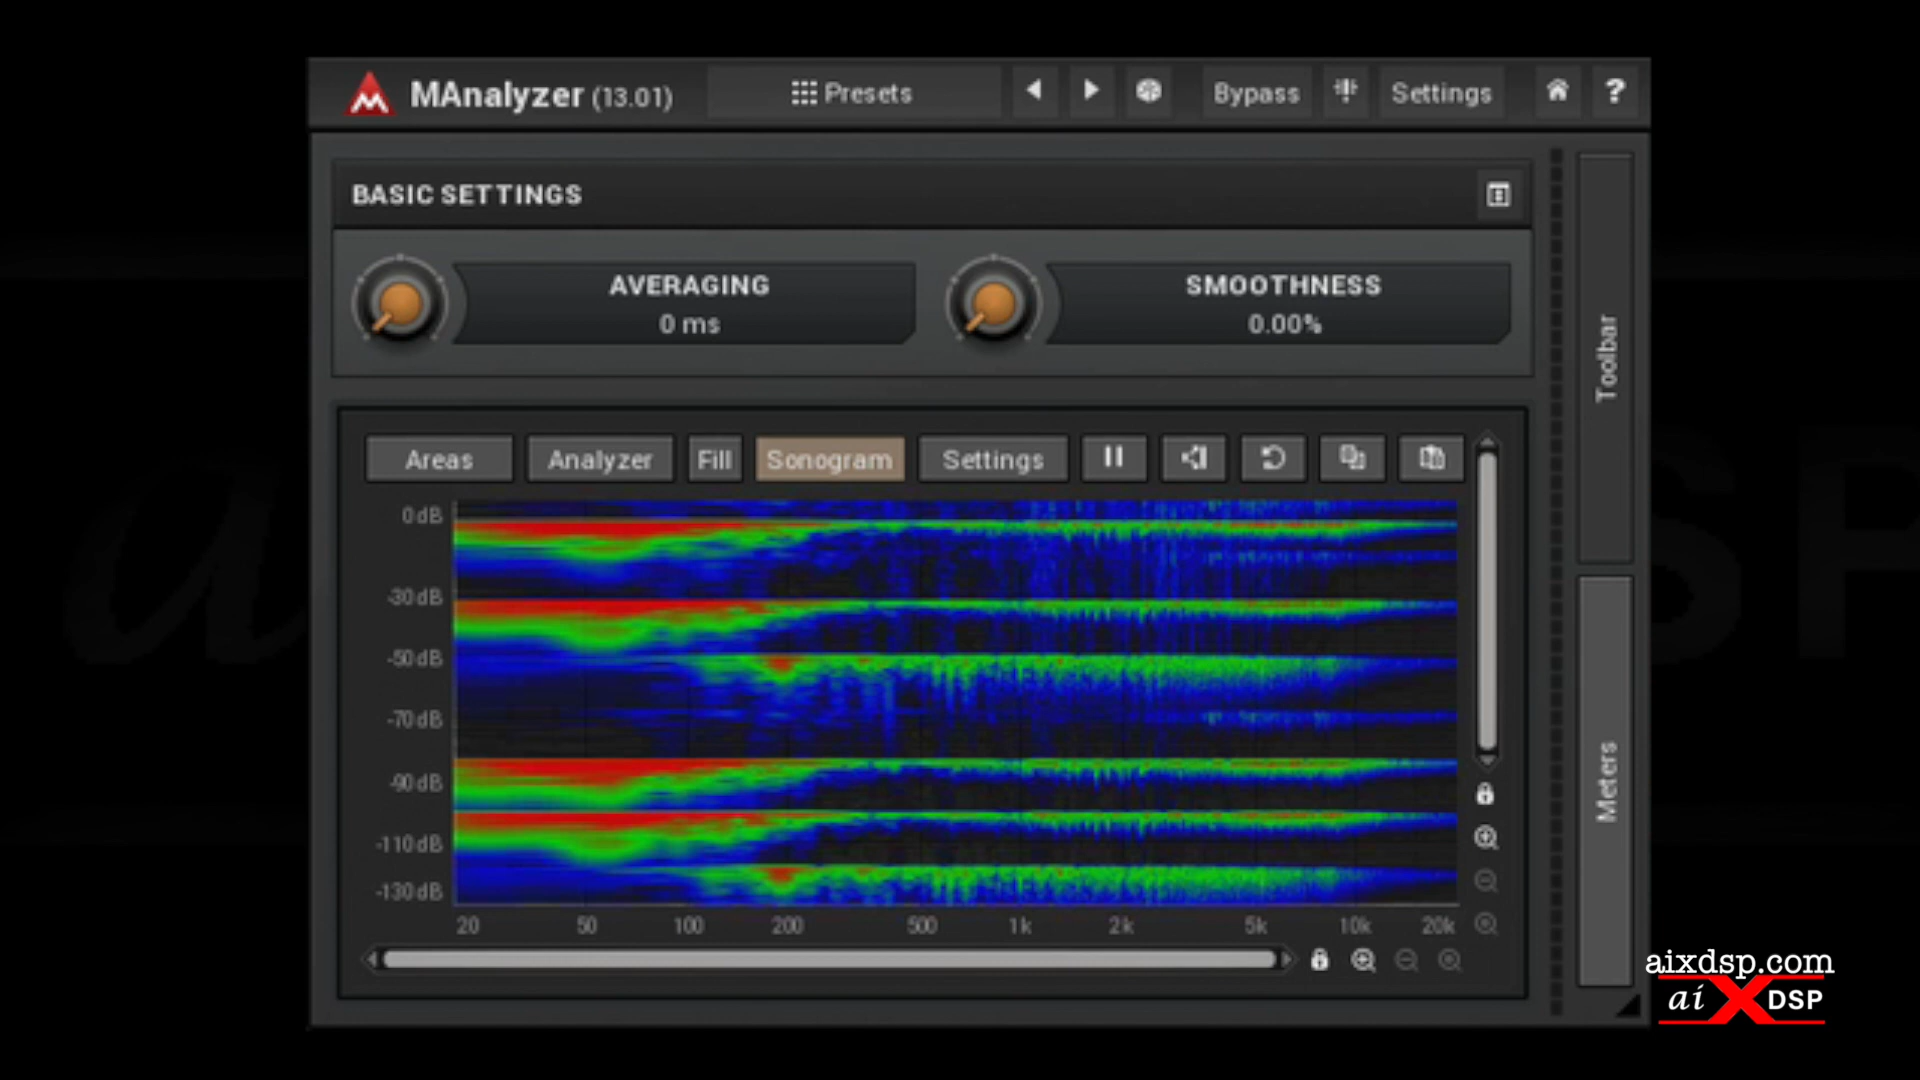 MAnalyzer (13.01) Presets Bypass Settings ?
BASIC SETTINGS
AVERAGING
0 ms
SMOOTHNESS
0.00%
Toolbar
Meters
Areas Analyzer Fill Sonogram Settings
0 dB
-30 dB
-50 dB
-70 dB
-90 dB
-110 dB
-130 dB
20 50 100 200 500 1k 2k 5k 10k 20k
aixdsp.com
ai X DSP